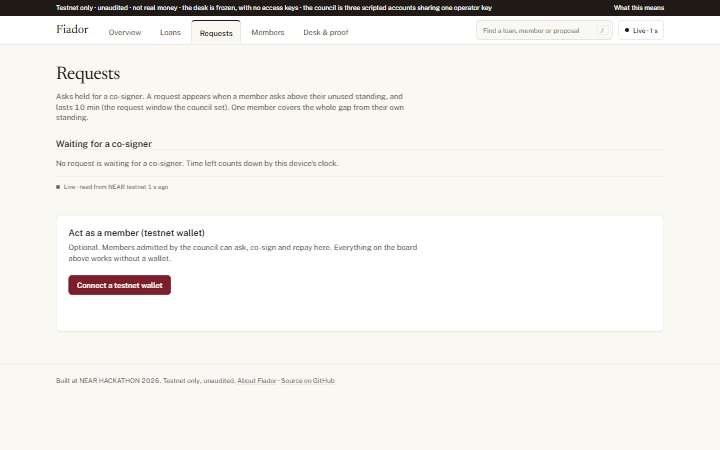 Testnet only · unaudited · not real money · the desk is frozen, with no access keys · the council is three scripted accounts sharing one operator key
What this means
Fiador
Overview
Loans
Requests
Members
Desk & proof
Find a loan, member or proposal
/
Live · 1 s
Requests
Asks held for a co-signer. A request appears when a member asks above their unused standing, and
lasts 10 min (the request window the council set). One member covers the whole gap from their own
standing.
Waiting for a co-signer
No request is waiting for a co-signer. Time left counts down by this device's clock.
Live · read from NEAR testnet 1 s ago
Act as a member (testnet wallet)
Optional. Members admitted by the council can ask, co-sign and repay here. Everything on the board
above works without a wallet.
Connect a testnet wallet
Built at NEAR HACKATHON 2026. Testnet only, unaudited. About Fiador · Source on GitHub